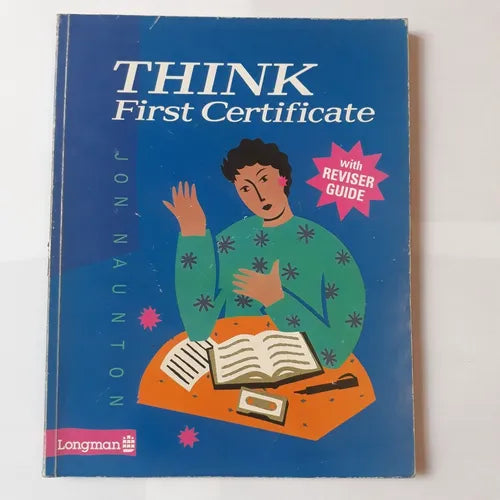 THINK
First Certificate
with
REVISER
GUIDE
JON NAUNTON
Longman